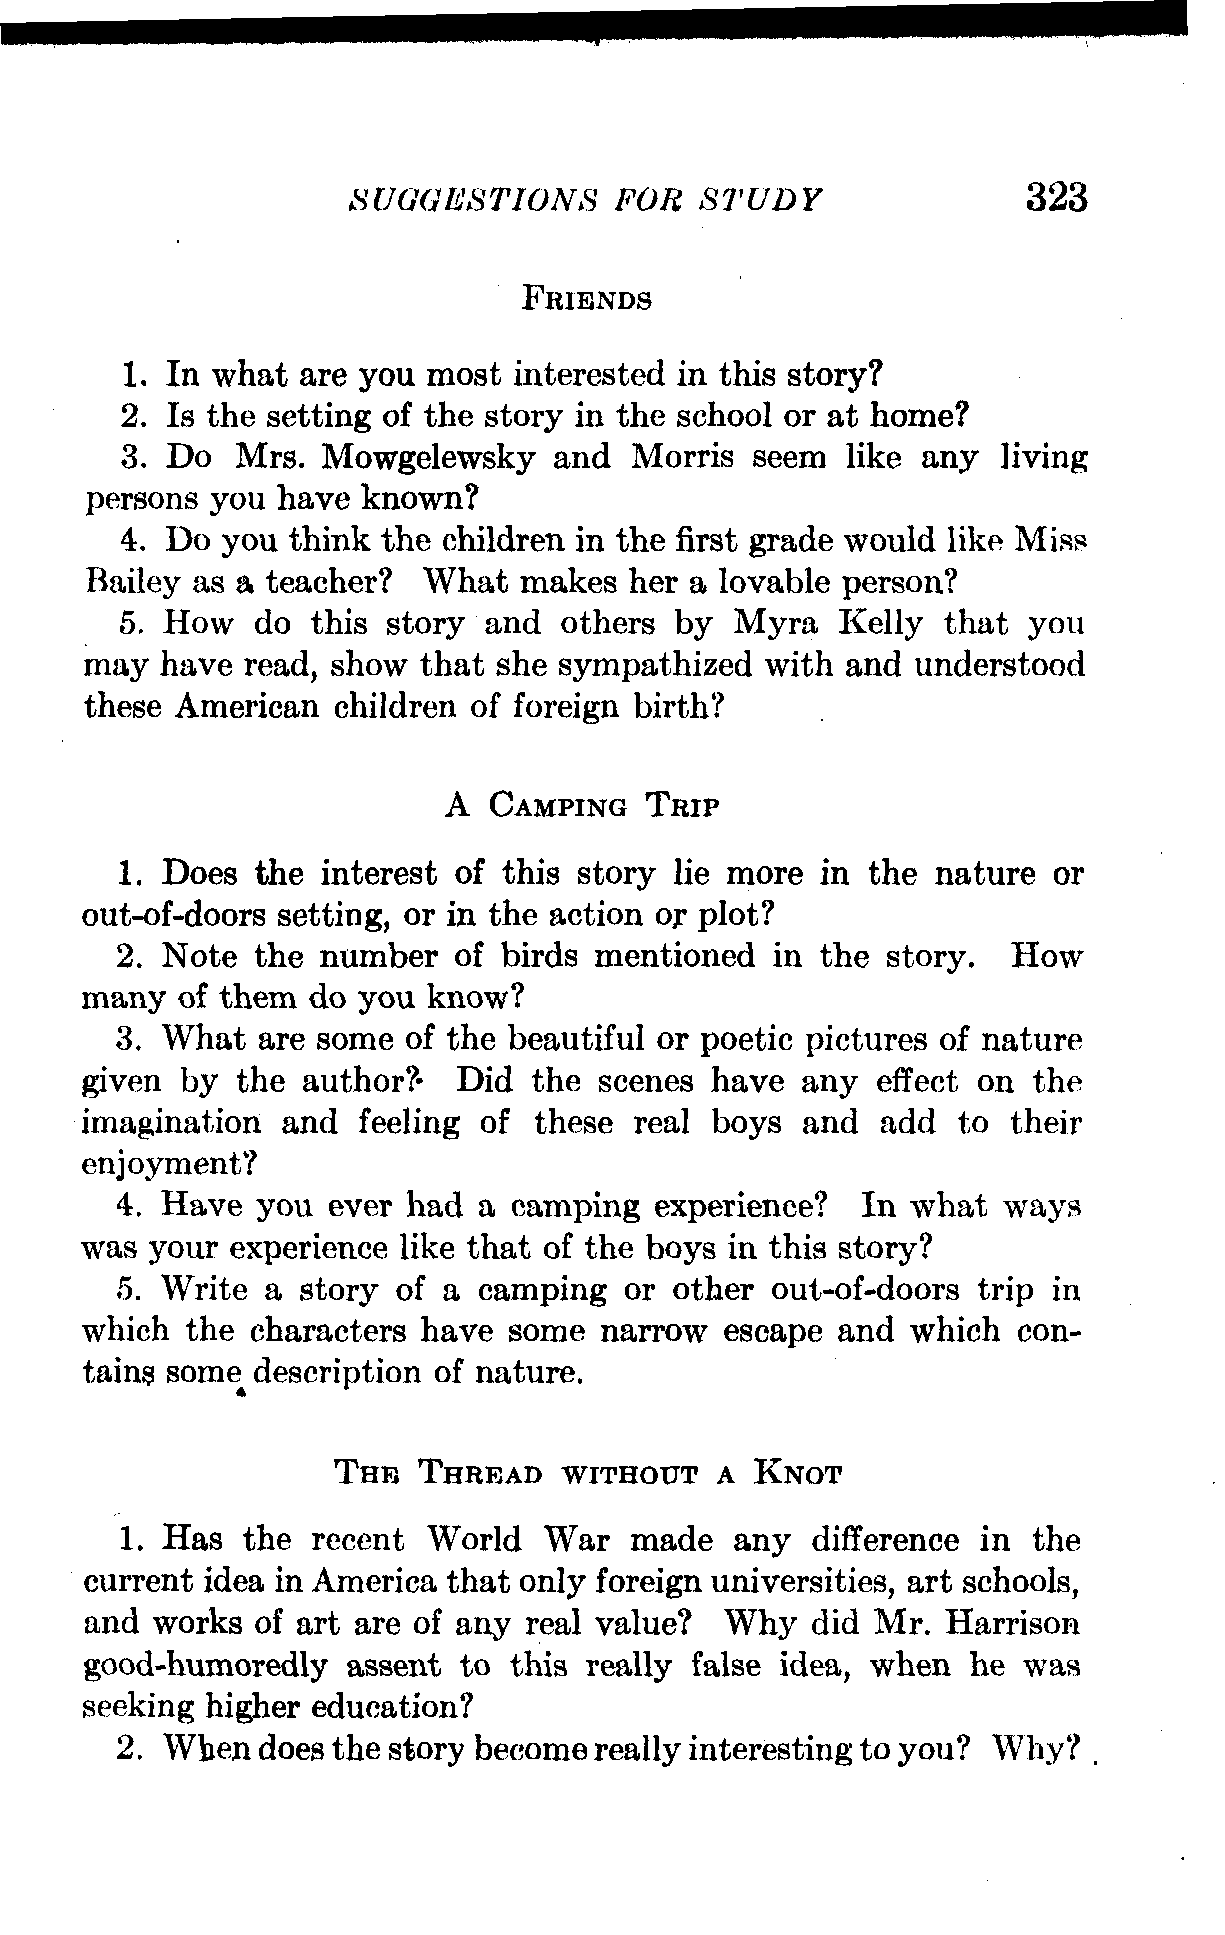 SUGGESTIONS FOR STUDY 323
FRIENDS
1. In what are you most interested in this story?
2. Is the setting of the story in the school or at home?
3. Do Mrs. Mowgelewsky and Morris seem like any living
persons you have known?
4. Do you think the children in the first grade would like Miss
Bailey as a teacher? What makes her a lovable person?
5. How do this story and others by Myra Kelly that you
may have read, show that she sympathized with and understood
these American children of foreign birth?
A CAMPING TRIP
1. Does the interest of this story lie more in the nature or
out-of-doors setting, or in the action or plot?
2. Note the number of birds mentioned in the story. How
many of them do you know?
3. What are some of the beautiful or poetic pictures of nature
given by the author? Did the scenes have any effect on the
imagination and feeling of these real boys and add to their
enjoyment?
4. Have you ever had a camping experience? In what ways
was your experience like that of the boys in this story?
5. Write a story of a camping or other out-of-doors trip in
which the characters have some narrow escape and which con-
tains some description of nature.
THE THREAD WITHOUT A KNOT
1. Has the recent World War made any difference in the
current idea in America that only foreign universities, art schools,
and works of art are of any real value? Why did Mr. Harrison
good-humoredly assent to this really false idea, when he was
seeking higher education?
2. When does the story become really interesting to you? Why?